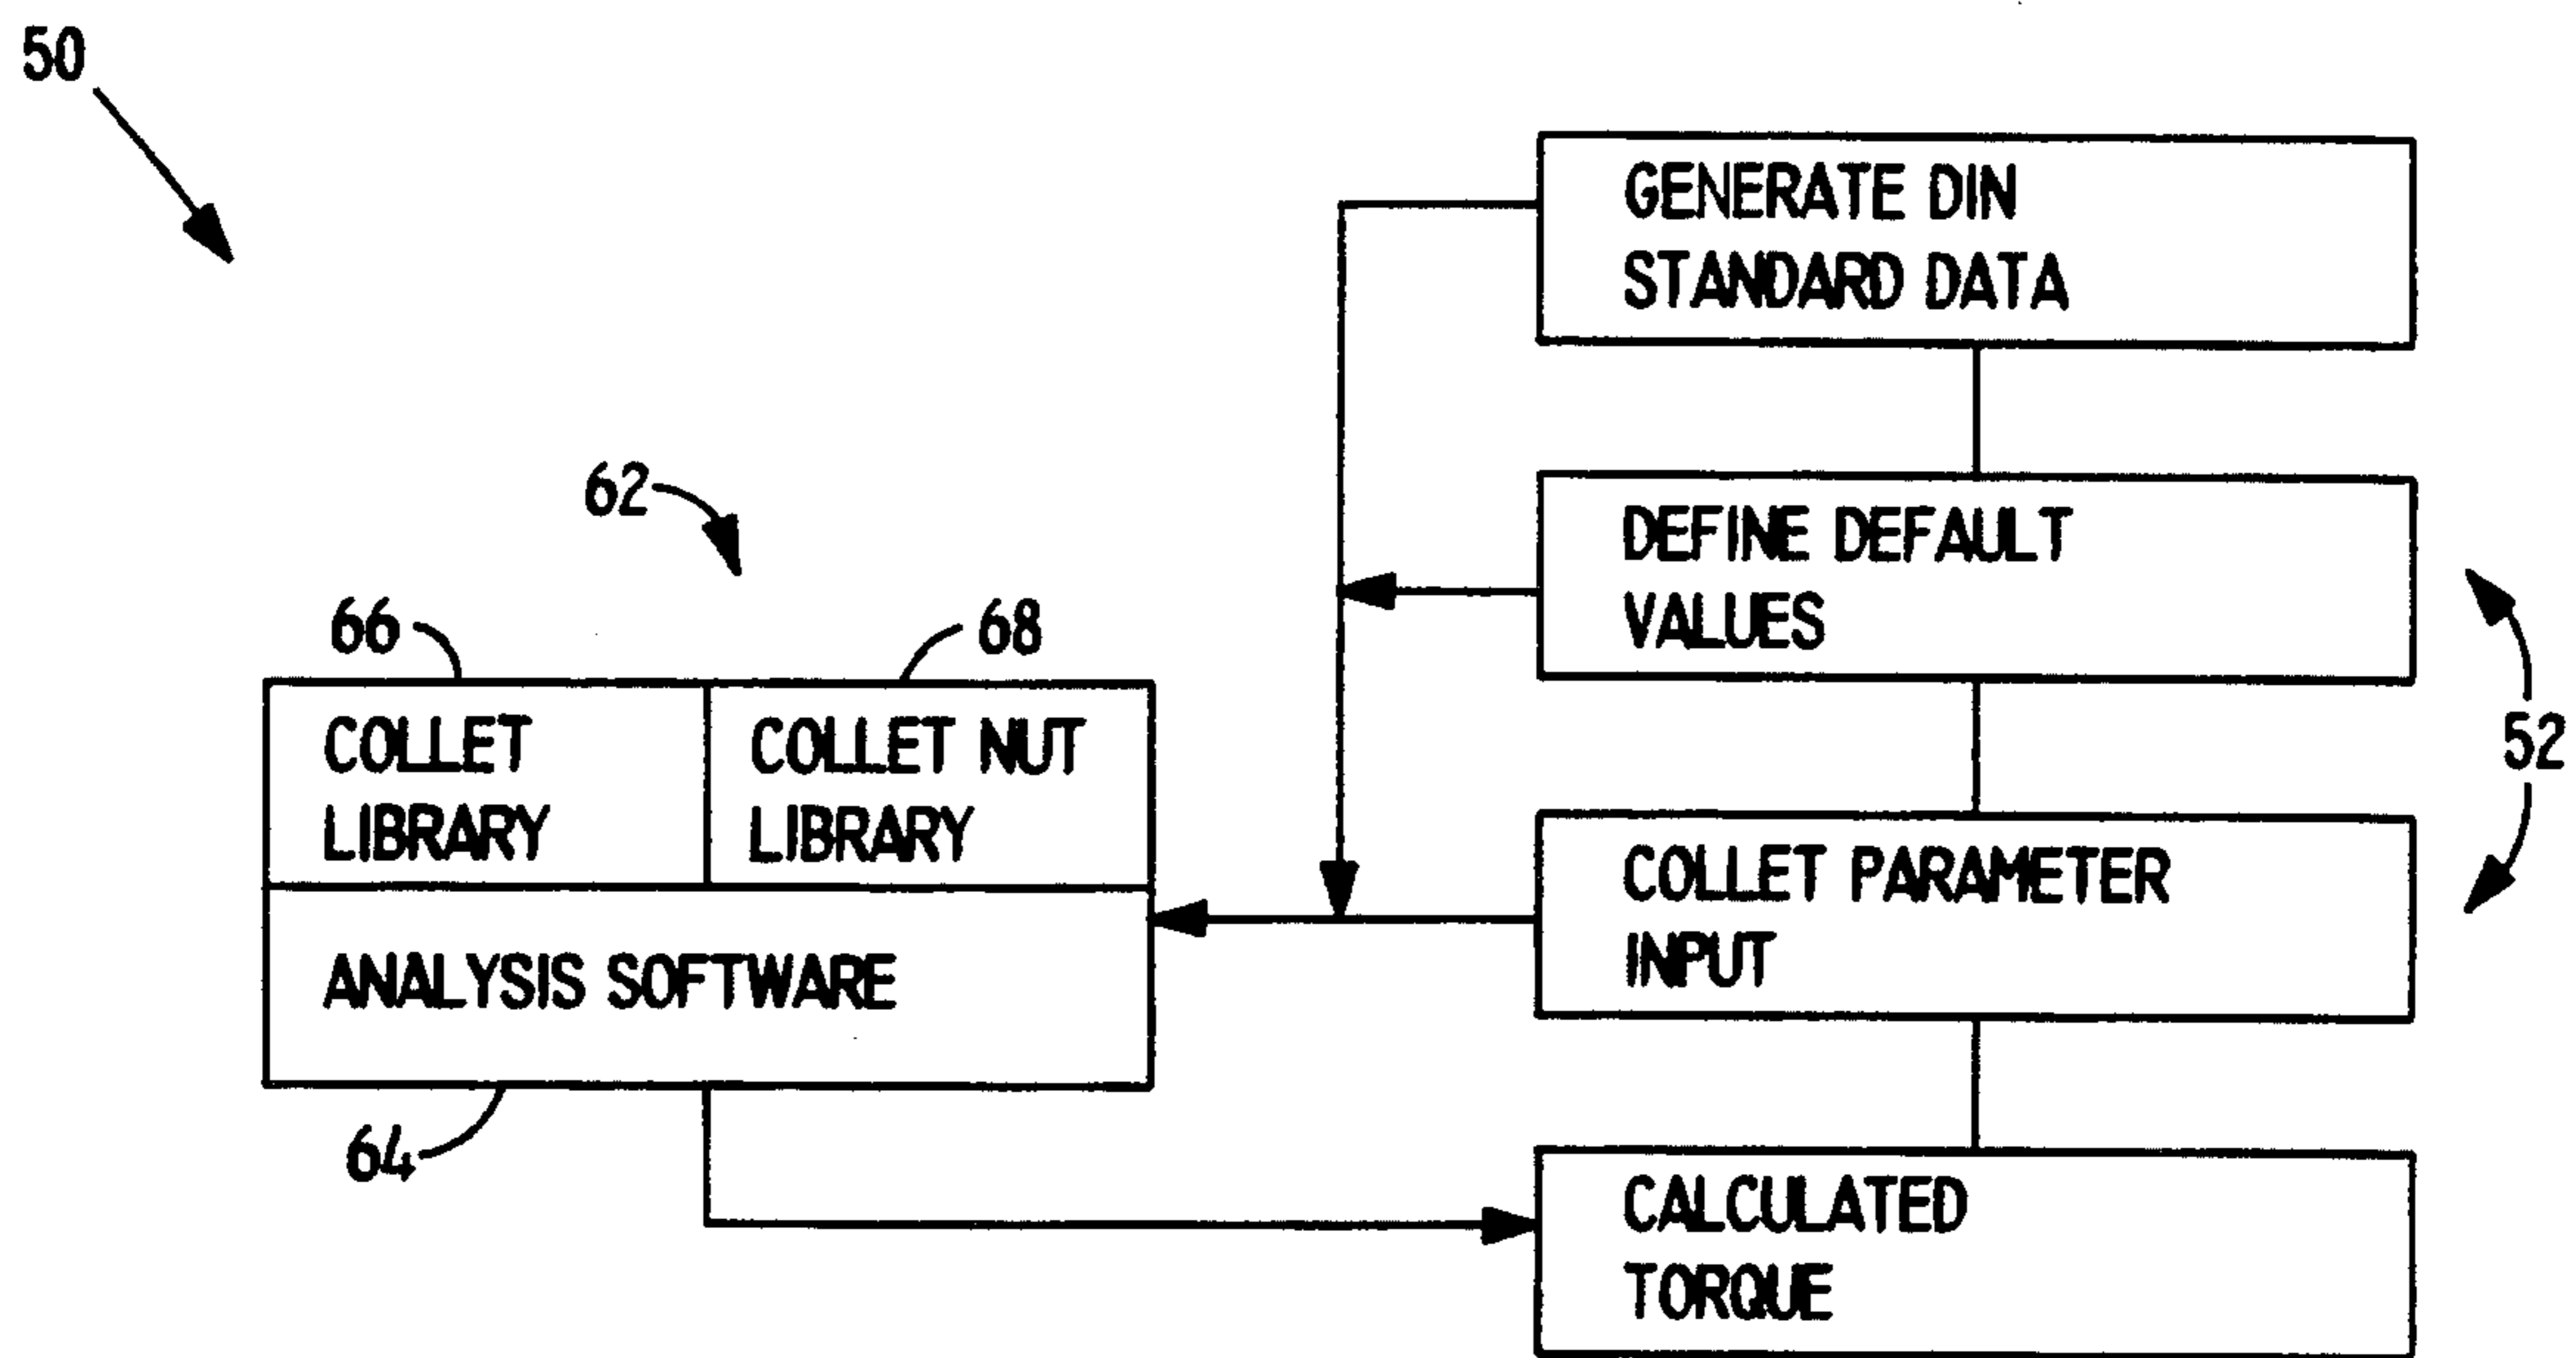 50
GENERATE DIN
STANDARD DATA
62
DEFINE DEFAULT
VALUES
66
68
52
COLLET
LIBRARY
COLLET NUT
LIBRARY
COLLET PARAMETER
INPUT
ANALYSIS SOFTWARE
64
CALCULATED
TORQUE